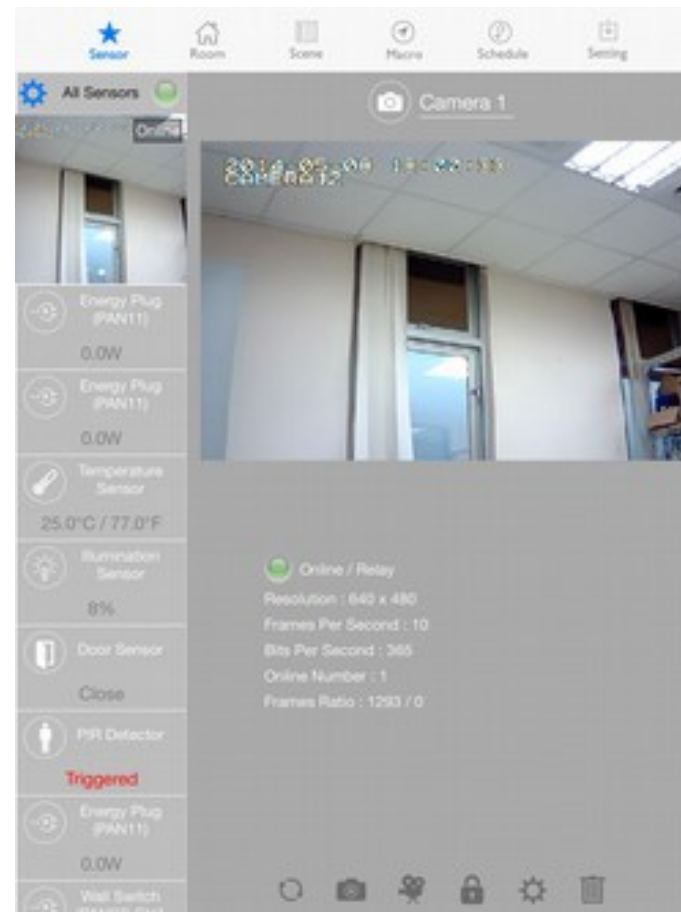 Sensor
Room
Scene
Macro
Schedule
Setting
All Sensors
Online
Energy Plug
(PAN11)
0.0W
Energy Plug
(PAN11)
0.0W
Temperature
Sensor
25.0°C / 77.0°F
Illumination
Sensor
8%
Door Sensor
Close
PIR Detector
Triggered
Energy Plug
(PAN11)
0.0W
Wall Switch
Camera 1
CAMERA12
Online / Relay
Resolution : 640 x 480
Frames Per Second : 10
Bits Per Second : 365
Online Number : 1
Frames Ratio : 1293 / 0